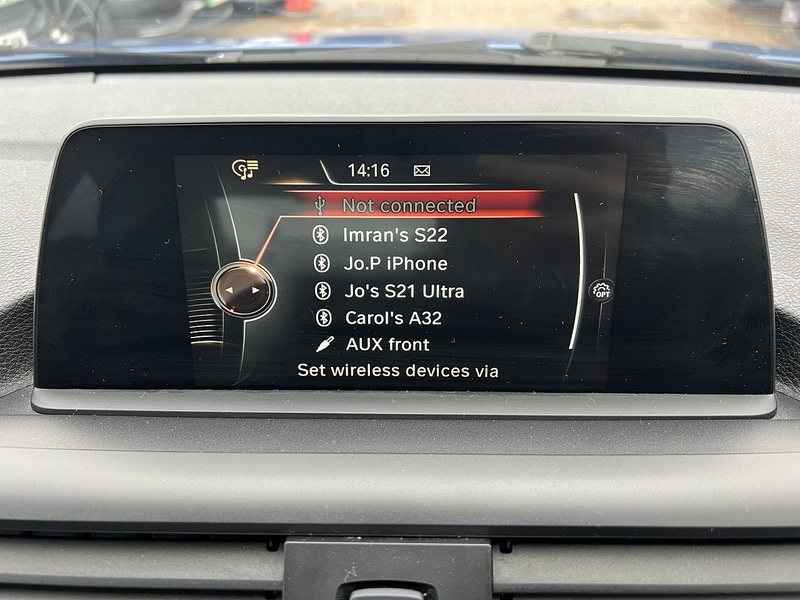 14:16
Not connected
Imran's S22
Jo.P iPhone
Jo's S21 Ultra
Carol's A32
AUX front
OPT
Set wireless devices via